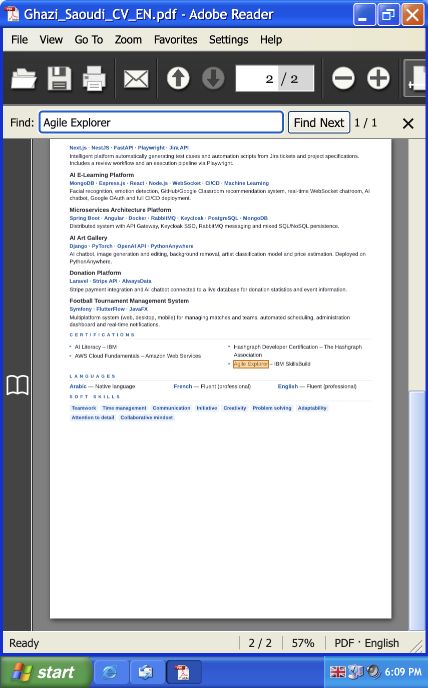 Ghazi_Saoudi_CV_EN.pdf - Adobe Reader
File View Go To Zoom Favorites Settings Help
2 / 2
Find: Agile Explorer Find Next 1 / 1
Next.js · NestJS · FastAPI · Playwright · Jira API
Intelligent platform automatically generating test cases and automation scripts from Jira tickets and project specifications.
Includes a review workflow and an execution pipeline via Playwright.
AI E-Learning Platform
MongoDB · Express.js · React · Node.js · WebSocket · CI/CD · Machine Learning
Facial recognition, emotion detection, GitHub/Google Classroom recommendation system, real-time WebSocket chatroom, AI
chatbot, Google OAuth and full CI/CD deployment.
Microservices Architecture Platform
Spring Boot · Angular · Docker · RabbitMQ · Keycloak · PostgreSQL · MongoDB
Distributed system with API Gateway, Keycloak SSO, RabbitMQ messaging and mixed SQL/NoSQL persistence.
AI Art Gallery
Django · PyTorch · OpenAI API · PythonAnywhere
AI chatbot, image generation and editing, background removal, artist classification model and price estimation. Deployed on
PythonAnywhere.
Donation Platform
Laravel · Stripe API · AlwaysData
Stripe payment integration and AI chatbot connected to a live database for donation statistics and event information.
Football Tournament Management System
Symfony · FlutterFlow · JavaFX
Multiplatform system (web, desktop, mobile) for managing matches and teams, automated scheduling, administration
dashboard and real-time notifications.
CERTIFICATIONS
• AI Literacy – IBM
• AWS Cloud Fundamentals – Amazon Web Services
• Hashgraph Developer Certification – The Hashgraph
Association
• Agile Explorer – IBM SkillsBuild
LANGUAGES
Arabic — Native language French — Fluent (professional) English — Fluent (professional)
SOFT SKILLS
Teamwork Time management Communication Initiative Creativity Problem solving Adaptability
Attention to detail Collaborative mindset
Ready 2 / 2 57% PDF · English
start 6:09 PM